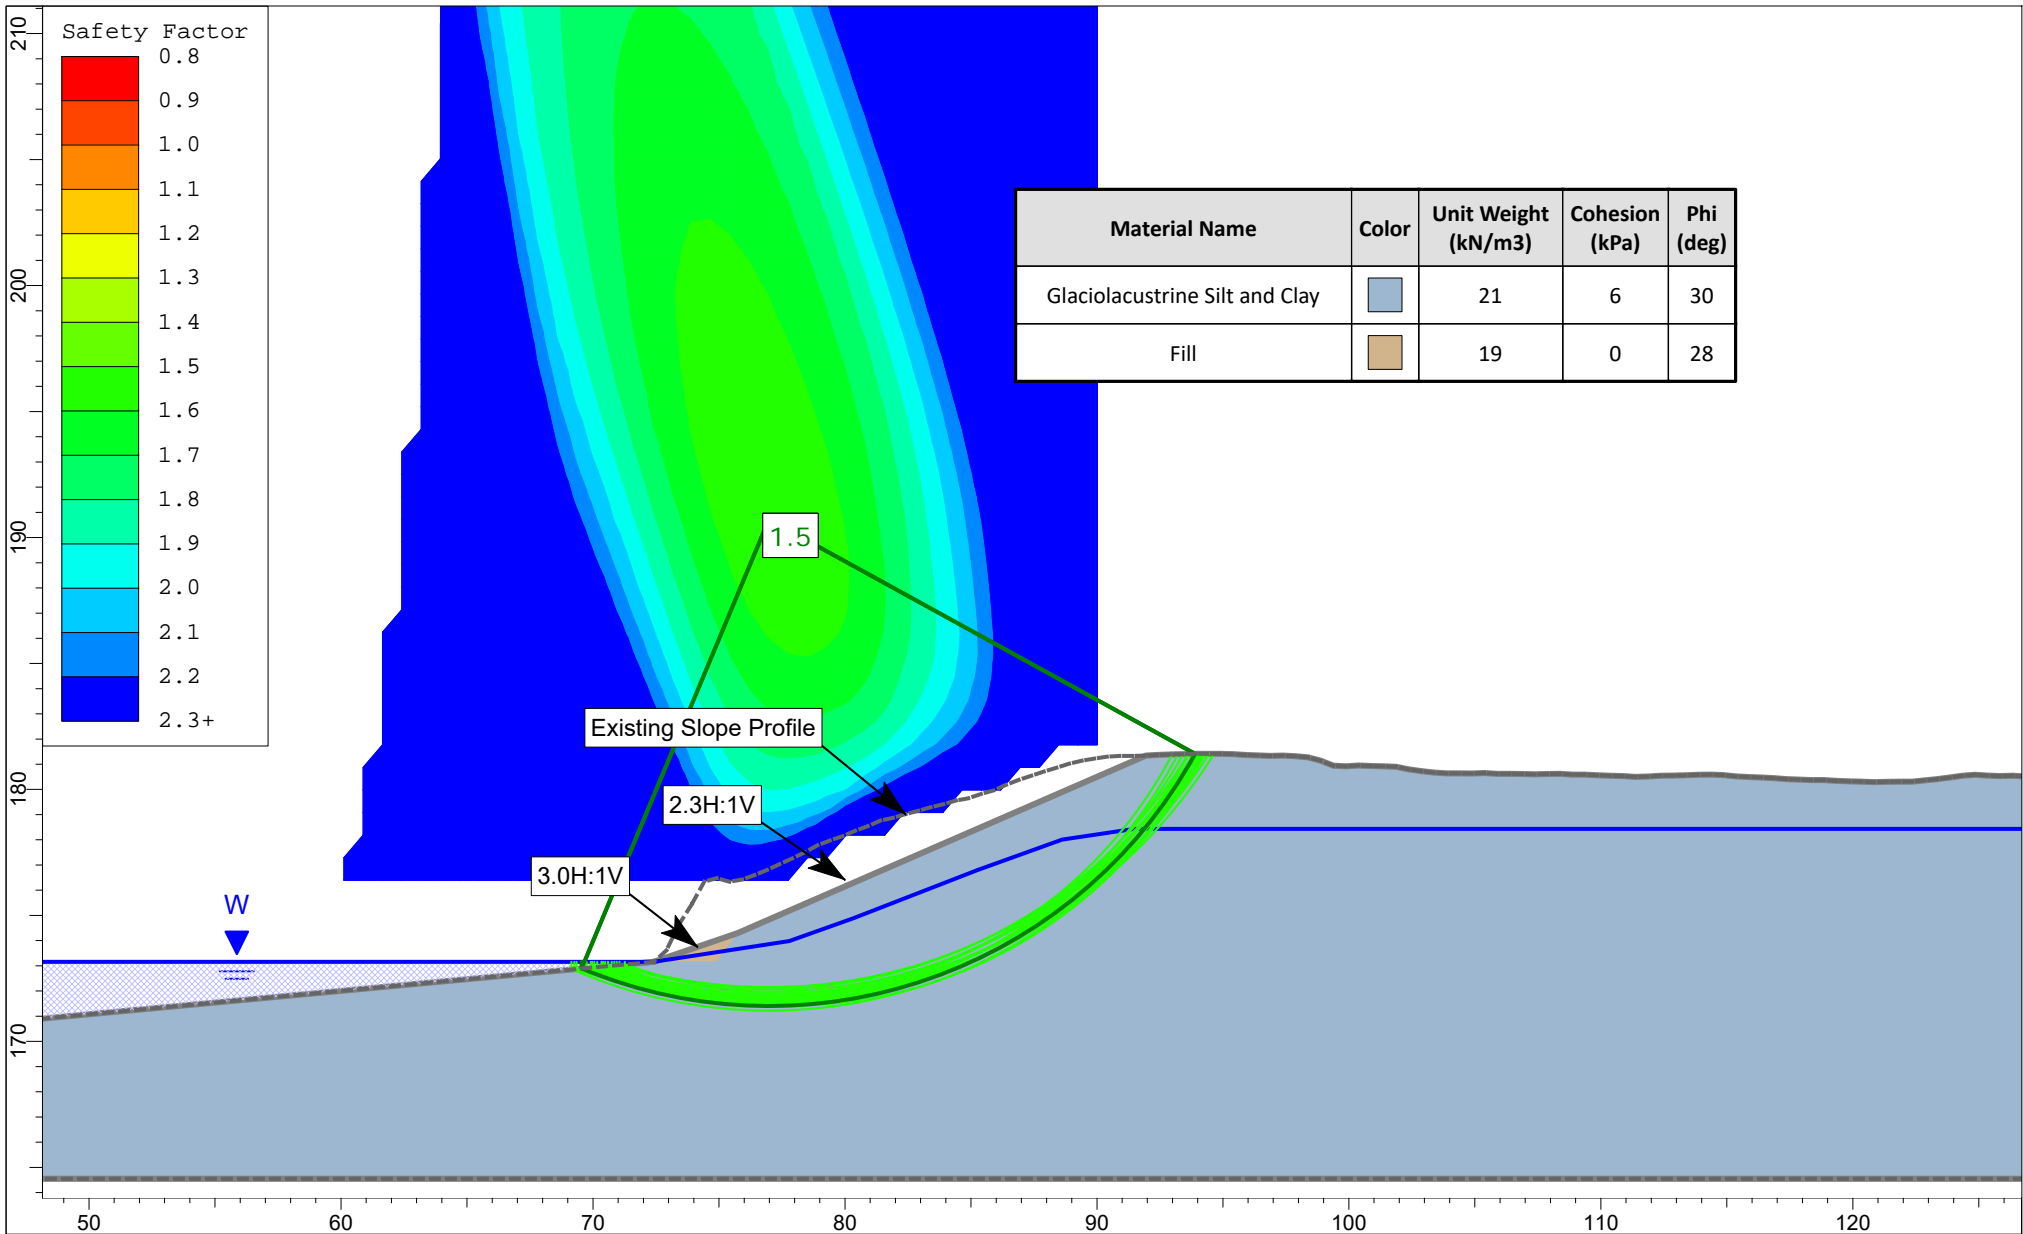 Safety Factor
0.8
0.9
1.0
1.1
1.2
1.3
1.4
1.5
1.6
1.7
1.8
1.9
2.0
2.1
2.2
2.3+
210
200
190
180
170
Material Name Color Unit Weight (kN/m3) Cohesion (kPa) Phi (deg)
Glaciolacustrine Silt and Clay 21 6 30
Fill 19 0 28
1.5
Existing Slope Profile
2.3H:1V
3.0H:1V
W
50 60 70 80 90 100 110 120